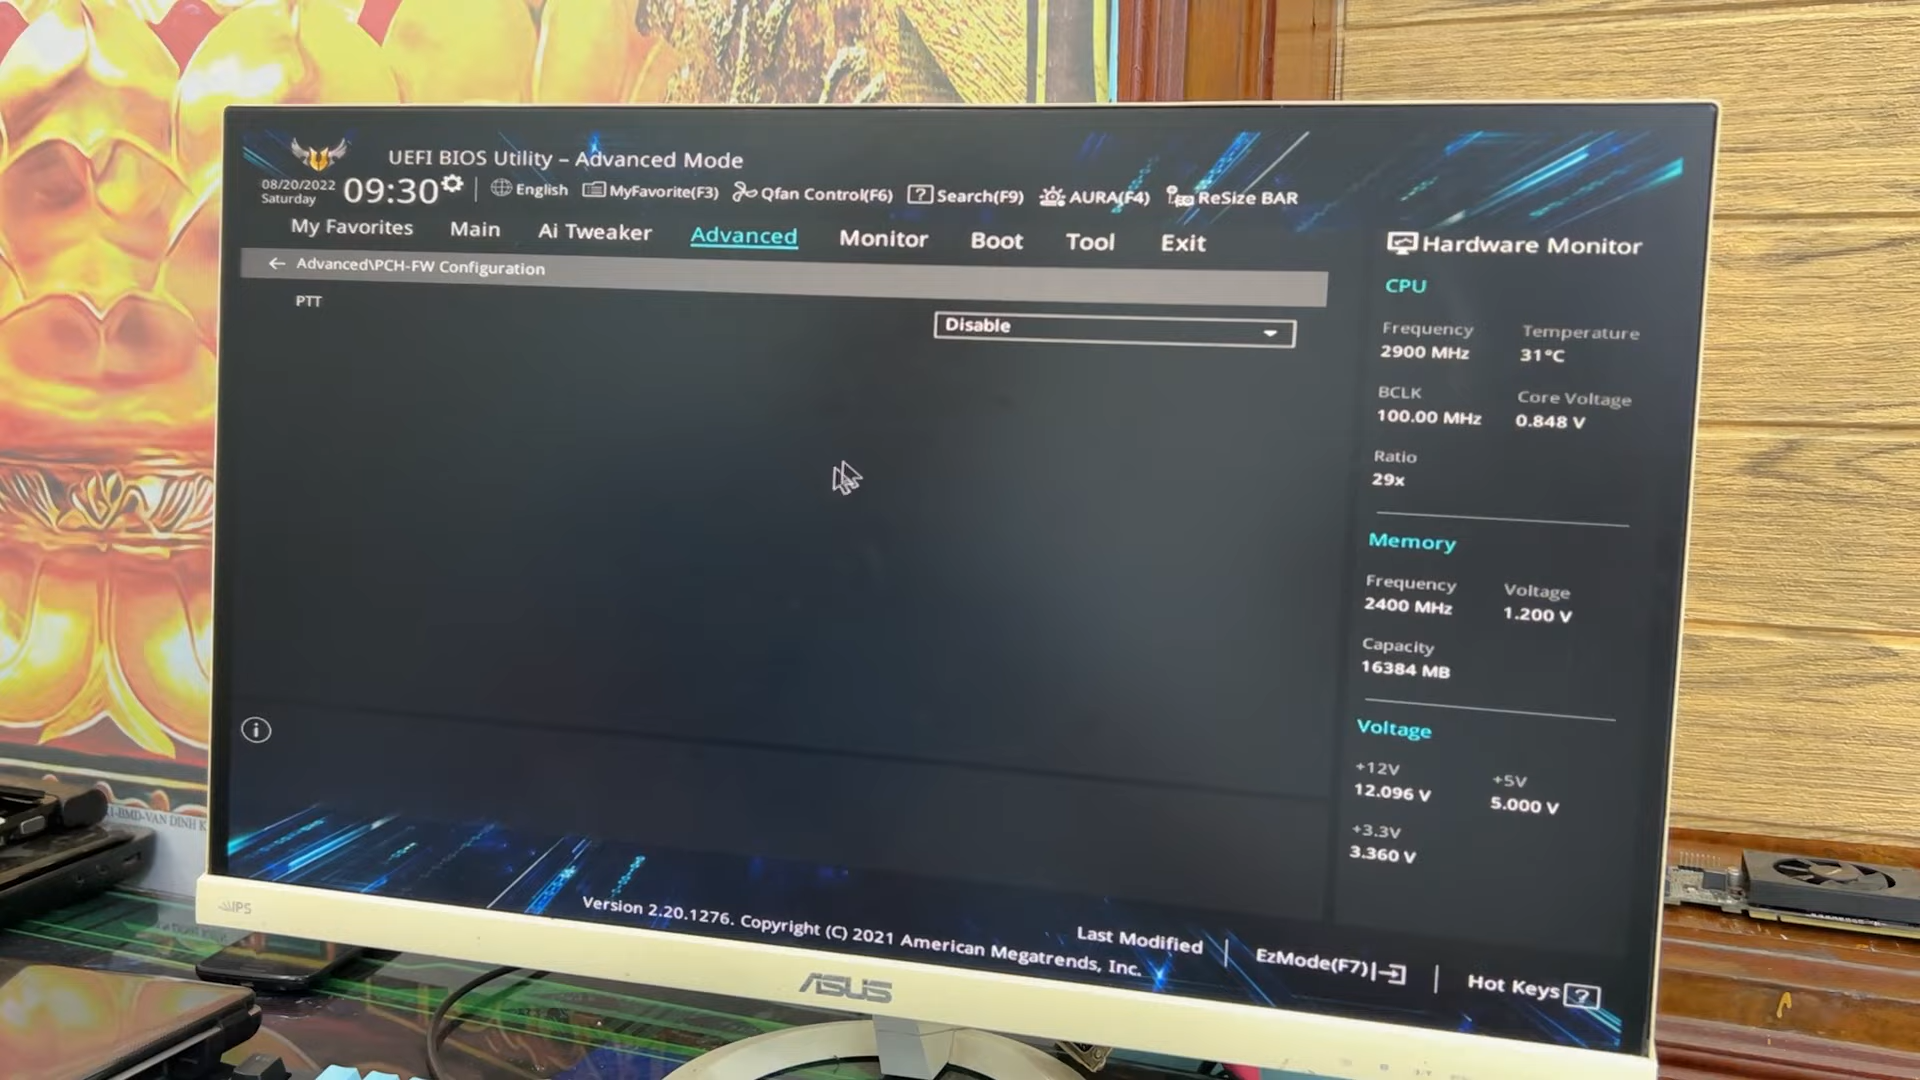 UEFI BIOS Utility – Advanced Mode
08/20/2022
Saturday
09:30
English
MyFavorite(F3)
Qfan Control(F6)
? Search(F9)
AURA(F4)
ReSize BAR
My Favorites
Main
Ai Tweaker
Advanced
Monitor
Boot
Tool
Exit
← Advanced\PCH-FW Configuration
PTT
Disable
Hardware Monitor
CPU
Frequency
Temperature
2900 MHz
31°C
BCLK
Core Voltage
100.00 MHz
0.848 V
Ratio
29x
Memory
Frequency
Voltage
2400 MHz
1.200 V
Capacity
16384 MB
Voltage
+12V
+5V
12.096 V
5.000 V
+3.3V
3.360 V
i
Last Modified
EzMode(F7)
Hot Keys ?
Version 2.20.1276. Copyright (C) 2021 American Megatrends, Inc.
IPS
ASUS
-BMD-VAN DINH K